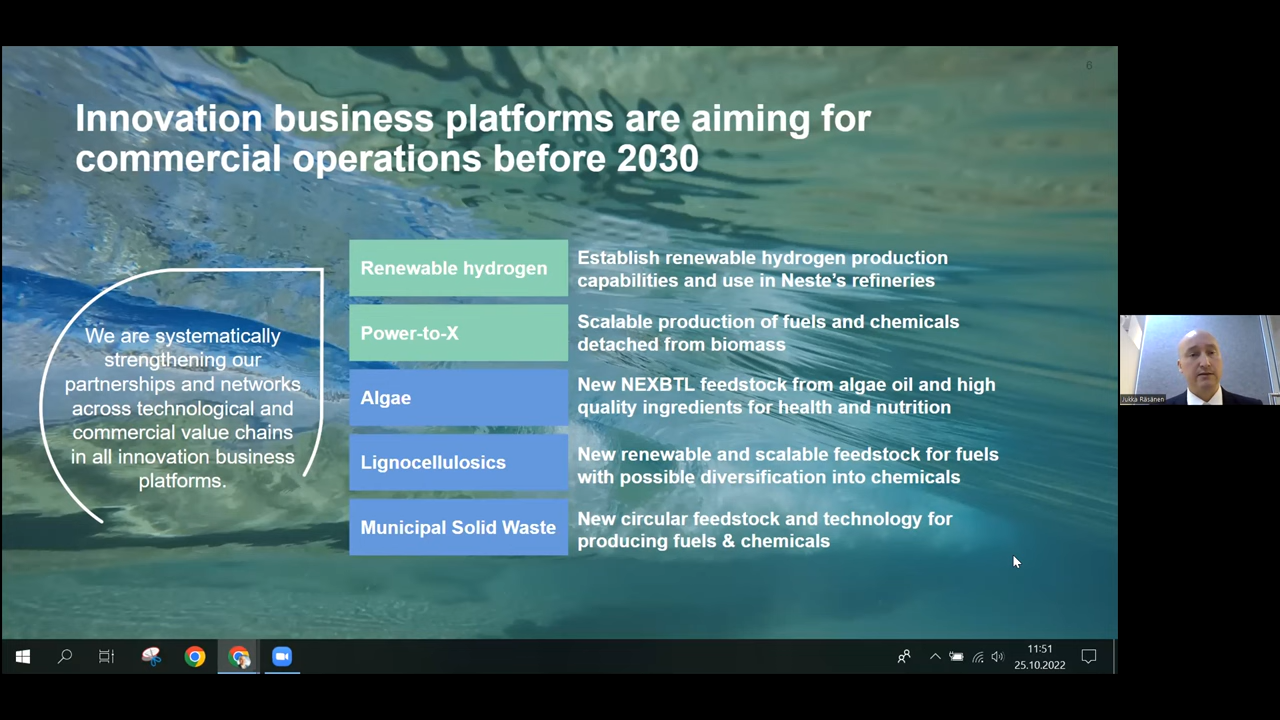 6
Innovation business platforms are aiming for
commercial operations before 2030
We are systematically
strengthening our
partnerships and networks
across technological and
commercial value chains
in all innovation business
platforms.
Renewable hydrogen
Establish renewable hydrogen production
capabilities and use in Neste's refineries
Power-to-X
Scalable production of fuels and chemicals
detached from biomass
Algae
New NEXBTL feedstock from algae oil and high
quality ingredients for health and nutrition
Lignocellulosics
New renewable and scalable feedstock for fuels
with possible diversification into chemicals
Municipal Solid Waste
New circular feedstock and technology for
producing fuels & chemicals
Jukka Räsänen
11:51
25.10.2022